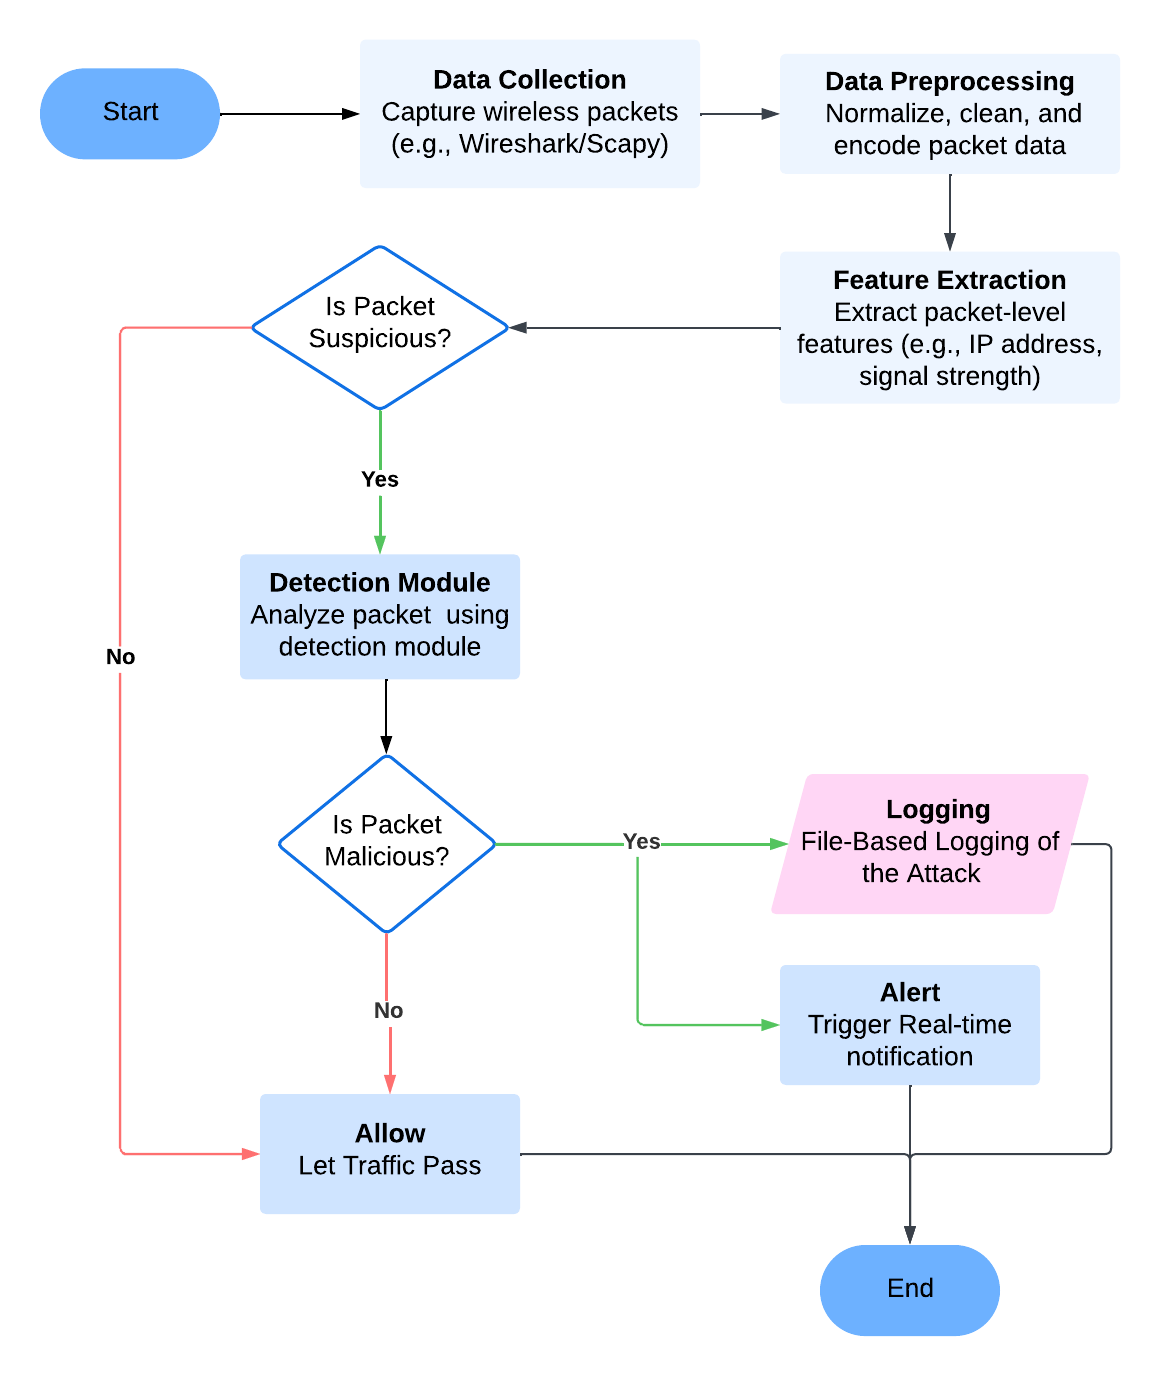 Start
Data Collection
Capture wireless packets
(e.g., Wireshark/Scapy)
Data Preprocessing
Normalize, clean, and
encode packet data
Feature Extraction
Extract packet-level
features (e.g., IP address,
signal strength)
Is Packet
Suspicious?
Yes
No
Detection Module
Analyze packet  using
detection module
Is Packet
Malicious?
Yes
Logging
File-Based Logging of
the Attack
No
Alert
Trigger Real-time
notification
Allow
Let Traffic Pass
End